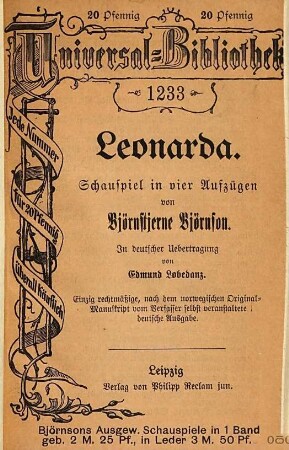 20 Pfennig 20 Pfennig
Universal-Bibliothek
1233
Jede Nummer
für 20 Pfennig
überall käuflich
Leonarda.
Schauspiel in vier Aufzügen
von
Björnstjerne Björnson.
In deutscher Uebertragung
von
Edmund Lobedanz.
Einzig rechtmäßige, nach dem norwegischen Original-
Manuskript vom Verfasser selbst veranstaltete
deutsche Ausgabe.
Leipzig
Verlag von Philipp Reclam jun.
Björnsons Ausgew. Schauspiele in 1 Band
geb. 2 M. 25 Pf., in Leder 3 M. 50 Pf.